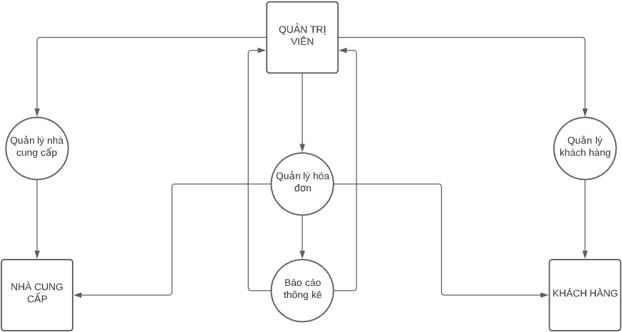 QUẢN TRỊ
VIÊN
Quản lý nhà
cung cấp
Quản lý
khách hàng
Quản lý hóa
đơn
Báo cáo
thông kê
NHÀ CUNG
CẤP
KHÁCH HÀNG